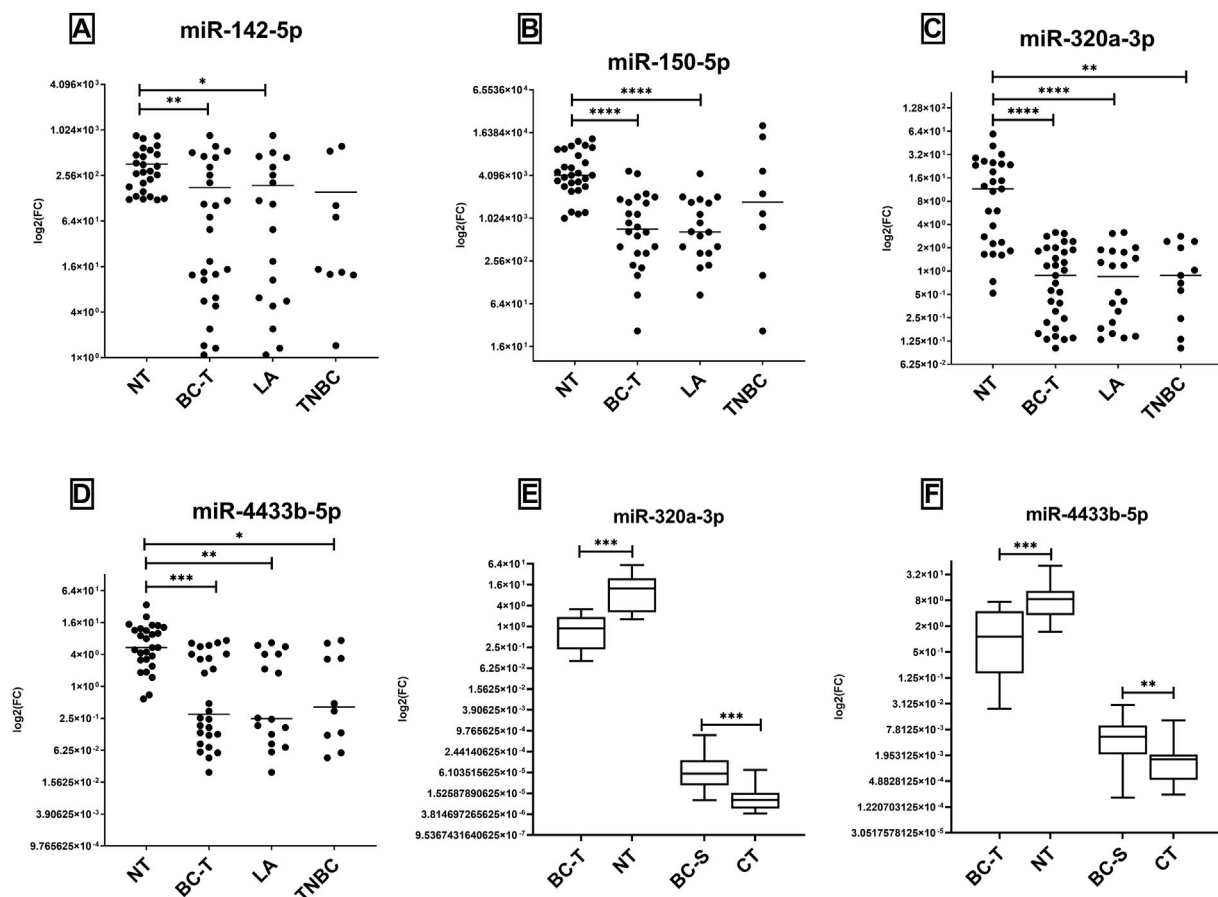 A
miR-142-5p
log2(FC)
4.096×10³
1.024×10³
2.56×10²
6.4×10¹
1.6×10¹
4×10⁰
1×10⁰
*
**
NT
BC-T
LA
TNBC
B
miR-150-5p
log2(FC)
6.5536×10⁴
1.6384×10⁴
4.096×10³
1.024×10³
2.56×10²
6.4×10¹
1.6×10¹
****
****
NT
BC-T
LA
TNBC
C
miR-320a-3p
log2(FC)
1.28×10²
6.4×10¹
3.2×10¹
1.6×10¹
8×10⁰
4×10⁰
2×10⁰
1×10⁰
5×10⁻¹
2.5×10⁻¹
1.25×10⁻¹
6.25×10⁻²
**
****
****
NT
BC-T
LA
TNBC
D
miR-4433b-5p
log2(FC)
6.4×10¹
1.6×10¹
4×10⁰
1×10⁰
2.5×10⁻¹
6.25×10⁻²
1.5625×10⁻²
3.90625×10⁻³
9.765625×10⁻⁴
*
**
***
NT
BC-T
LA
TNBC
E
miR-320a-3p
log2(FC)
6.4×10¹
1.6×10¹
4×10⁰
1×10⁰
2.5×10⁻¹
6.25×10⁻²
1.5625×10⁻²
3.90625×10⁻³
9.765625×10⁻⁴
2.44140625×10⁻⁴
6.103515625×10⁻⁵
1.52587890625×10⁻⁵
3.814697265625×10⁻⁶
9.5367431640625×10⁻⁷
***
***
BC-T
NT
BC-S
CT
F
miR-4433b-5p
log2(FC)
3.2×10¹
8×10⁰
2×10⁰
5×10⁻¹
1.25×10⁻¹
3.125×10⁻²
7.8125×10⁻³
1.953125×10⁻³
4.8828125×10⁻⁴
1.220703125×10⁻⁴
3.0517578125×10⁻⁵
***
**
BC-T
NT
BC-S
CT